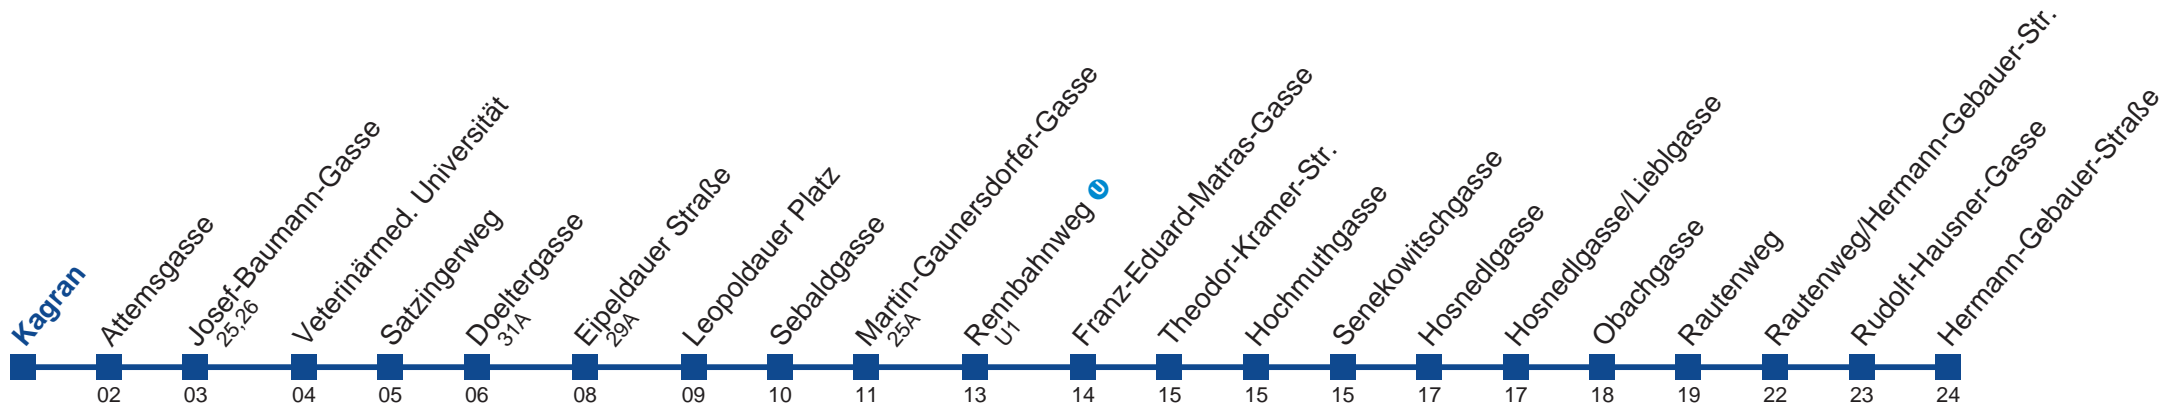 Kagran
Attemsgasse
Josef-Baumann-Gasse
25,26
Veterinärmed. Universität
Satzingerweg
Doeltergasse
31A
Eipeldauer Straße
29A
Leopoldauer Platz
Sebaldgasse
Martin-Gaunersdorfer-Gasse
25A
Rennbahnweg U
U1
Franz-Eduard-Matras-Gasse
Theodor-Kramer-Str.
Hochmuthgasse
Senekowitschgasse
Hosnedlgasse
Hosnedlgasse/Lieblgasse
Obachgasse
Rautenweg
Rautenweg/Hermann-Gebauer-Str.
Rudolf-Hausner-Gasse
Hermann-Gebauer-Straße
02 03 04 05 06 08 09 10 11 13 14 15 15 15 17 17 18 19 22 23 24